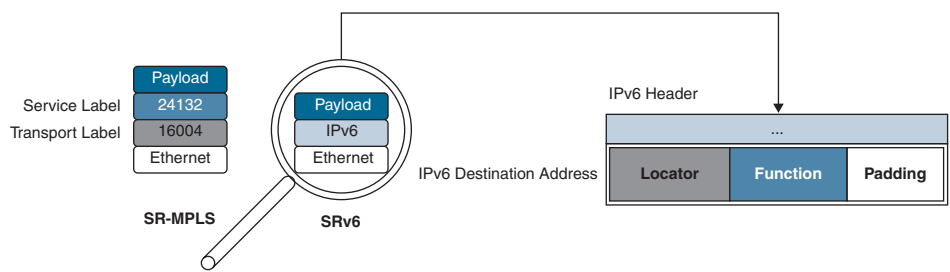 Payload
Service Label 24132
Transport Label 16004
Ethernet
SR-MPLS
Payload
IPv6
Ethernet
SRv6
IPv6 Header
...
IPv6 Destination Address Locator Function Padding